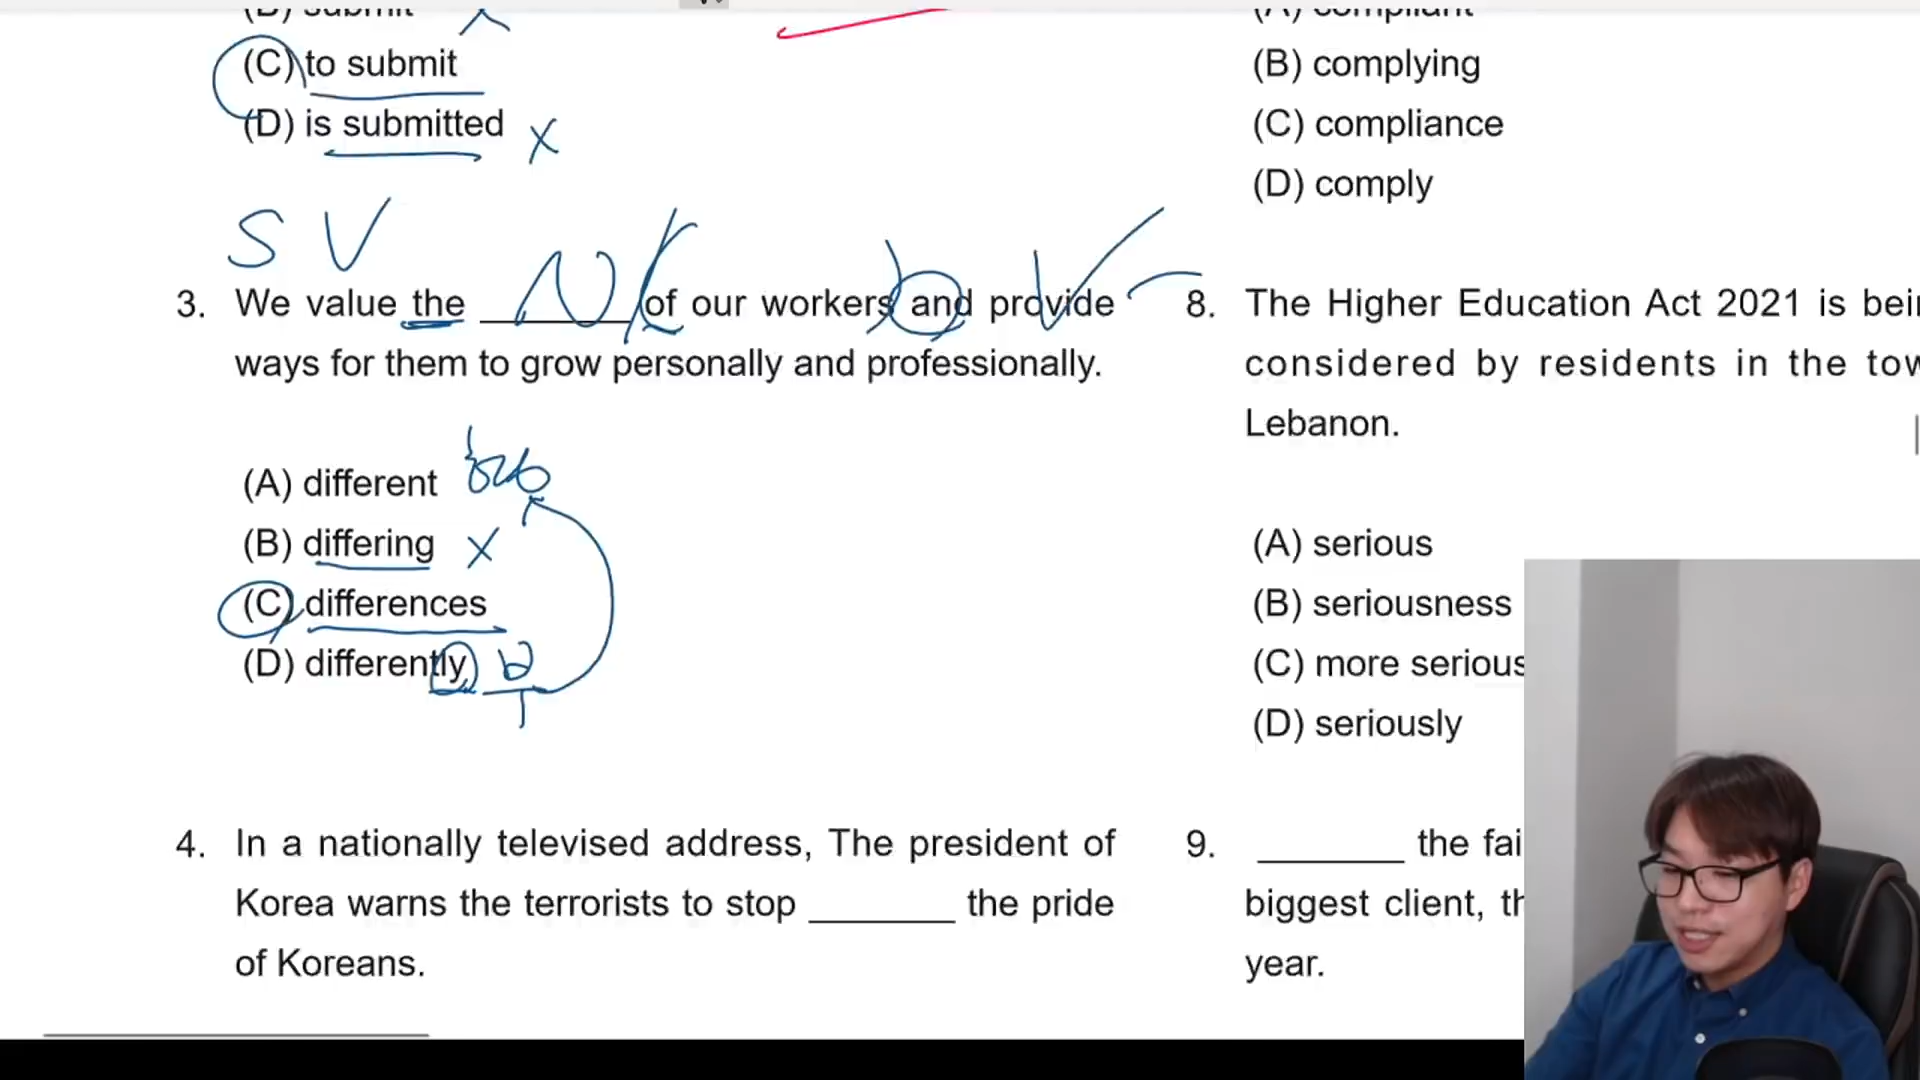 (C) to submit
(D) is submitted X
S V
N
V
3. We value the ________ of our workers and provide
ways for them to grow personally and professionally.
(A) different
(B) differing X
(C) differences
(D) differently
4. In a nationally televised address, The president of
Korea warns the terrorists to stop ________ the pride
of Koreans.
(B) complying
(C) compliance
(D) comply
8. The Higher Education Act 2021 is bei
considered by residents in the tow
Lebanon.
(A) serious
(B) seriousness
(C) more serious
(D) seriously
9. ________ the fai
biggest client, th
year.